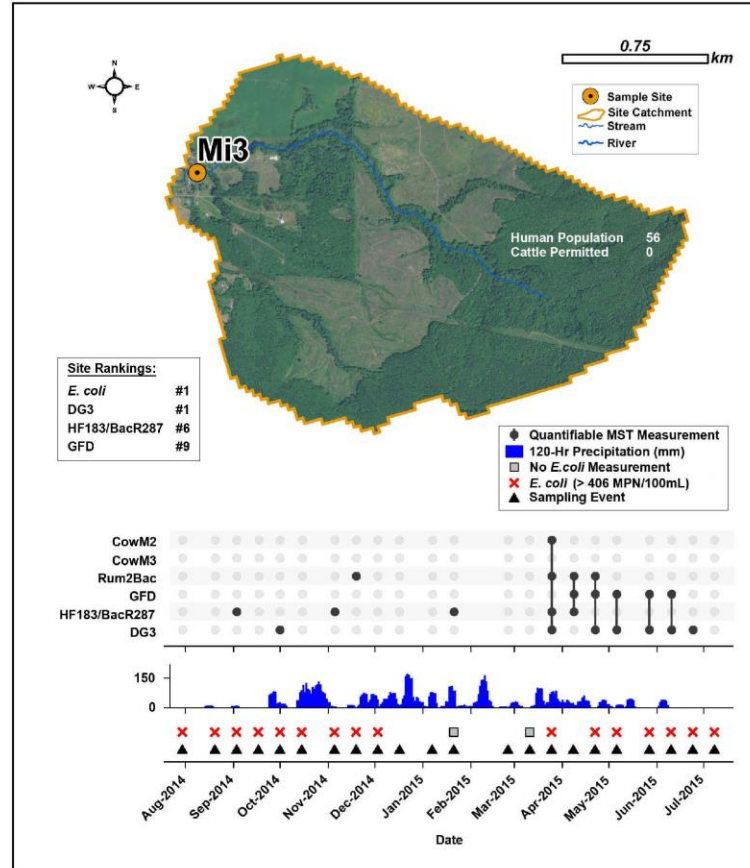 0.75
km
N
W E
S
Sample Site
Site Catchment
Stream
River
Mi3
Human Population 56
Cattle Permitted 0
Site Rankings:
E. coli #1
DG3 #1
HF183/BacR287 #6
GFD #9
Quantifiable MST Measurement
120-Hr Precipitation (mm)
No E.coli Measurement
E. coli (> 406 MPN/100mL)
Sampling Event
CowM2
CowM3
Rum2Bac
GFD
HF183/BacR287
DG3
150
0
Aug-2014 Sep-2014 Oct-2014 Nov-2014 Dec-2014 Jan-2015 Feb-2015 Mar-2015 Apr-2015 May-2015 Jun-2015 Jul-2015
Date